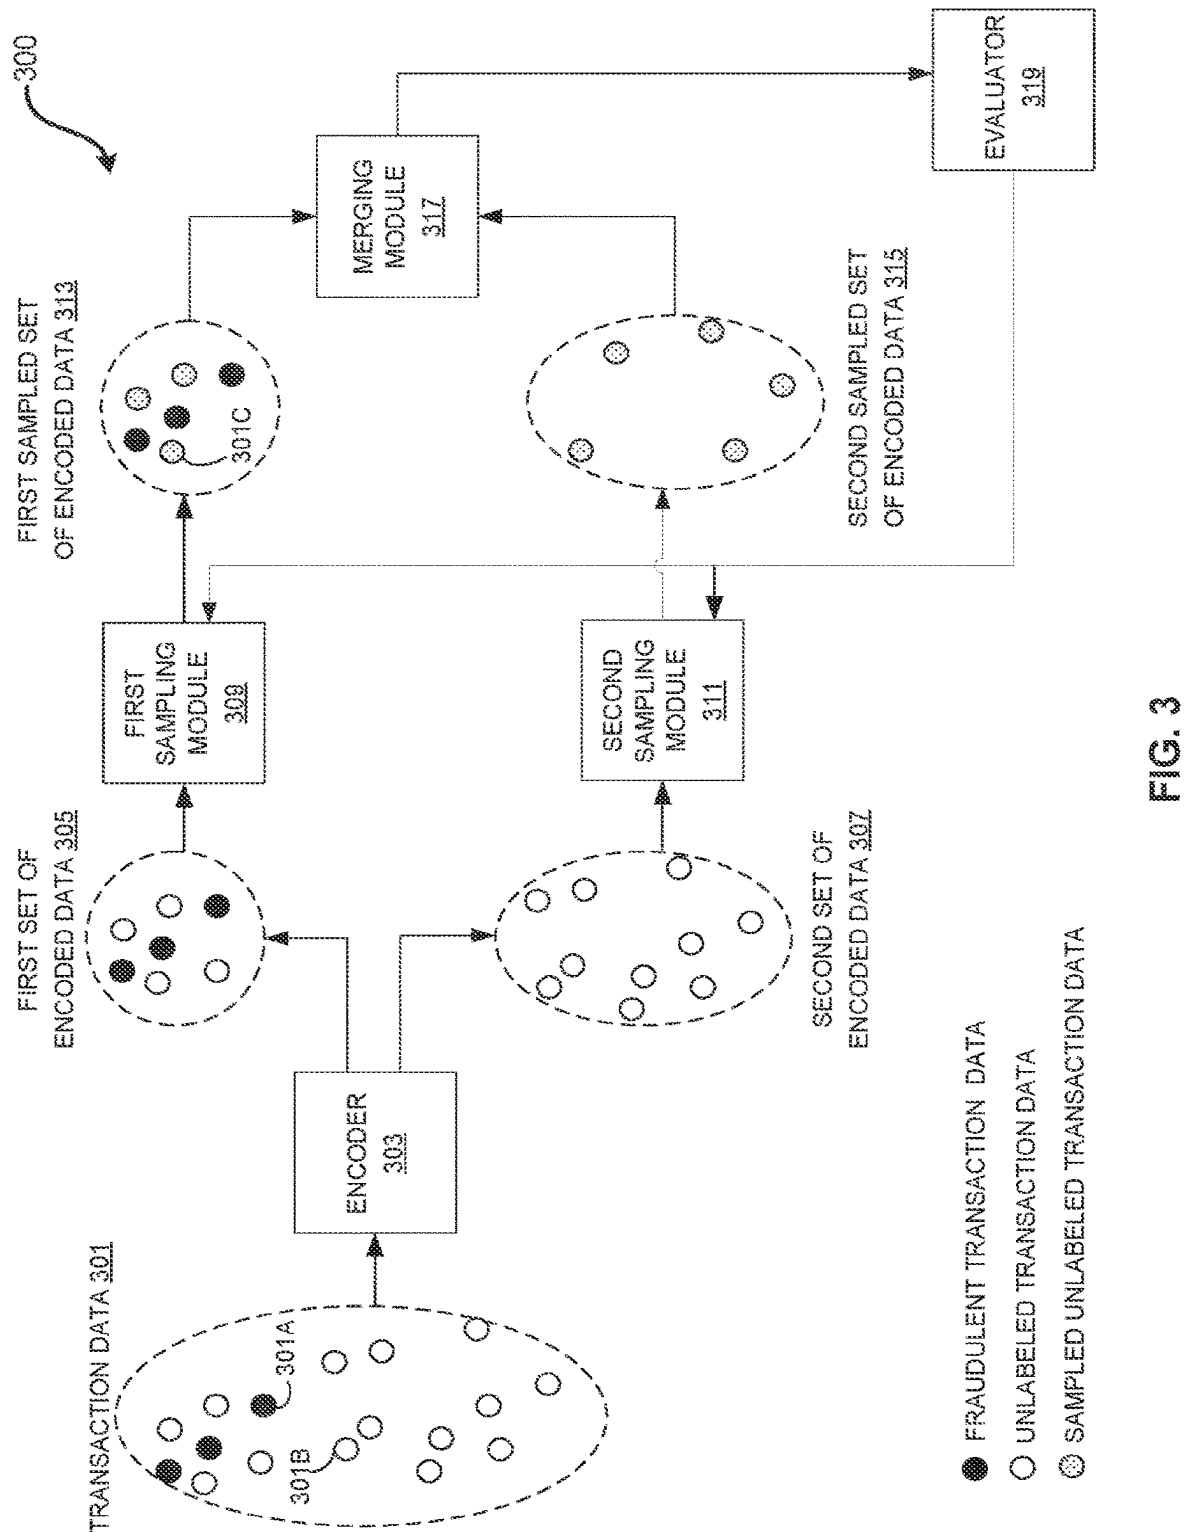 300
TRANSACTION DATA 301
301A
301B
ENCODER
303
FIRST SET OF
ENCODED DATA 305
SECOND SET OF
ENCODED DATA 307
FIRST
SAMPLING
MODULE
309
SECOND
SAMPLING
MODULE
311
FIRST SAMPLED SET
OF ENCODED DATA 313
301C
SECOND SAMPLED SET
OF ENCODED DATA 315
MERGING
MODULE
317
EVALUATOR
319
FRAUDULENT TRANSACTION DATA
UNLABELED TRANSACTION DATA
SAMPLED UNLABELED TRANSACTION DATA
FIG. 3